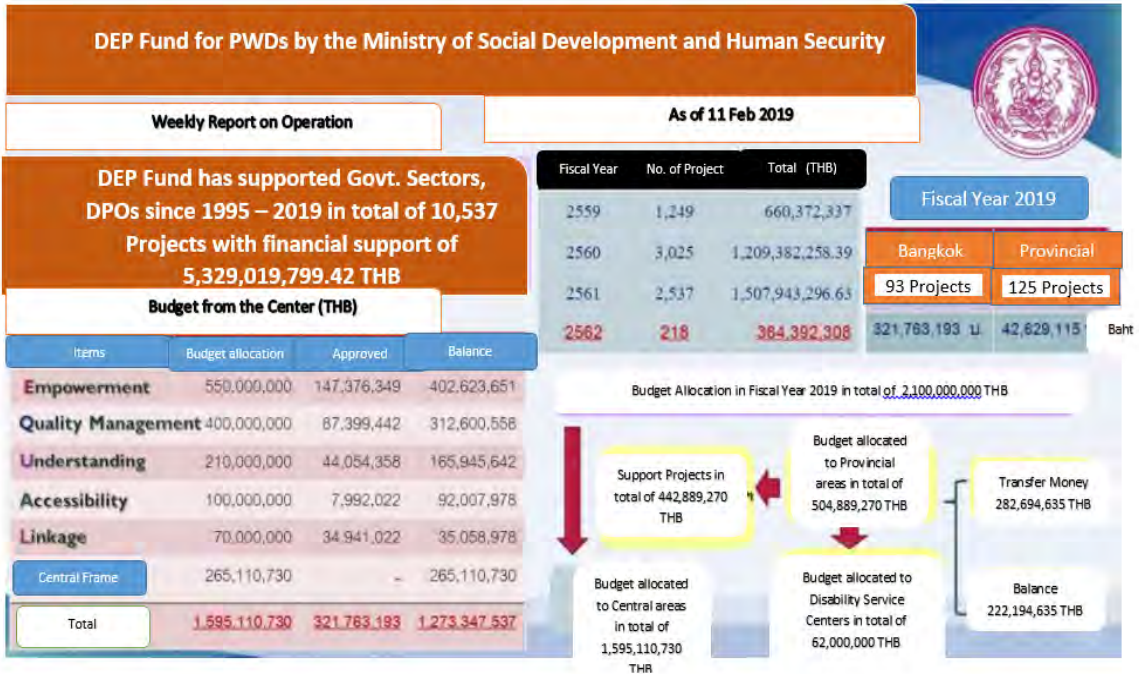 DEP Fund for PWDs by the Ministry of Social Development and Human Security
Weekly Report on Operation
As of 11 Feb 2019
DEP Fund has supported Govt. Sectors,
DPOs since 1995 – 2019 in total of 10,537
Projects with financial support of
5,329,019,799.42 THB
Budget from the Center (THB)
Items Budget allocation Approved Balance
Empowerment 550,000,000 147,376,349 402,623,651
Quality Management 400,000,000 87,399,442 312,600,558
Understanding 210,000,000 44,054,358 165,945,642
Accessibility 100,000,000 7,992,022 92,007,978
Linkage 70,000,000 34,941,022 35,058,978
Central Frame 265,110,730 - 265,110,730
Total 1,595,110,730 321,763,193 1,273,347,537
Fiscal Year No. of Project Total (THB)
2559 1,249 660,372,337
2560 3,025 1,209,382,258.39
2561 2,537 1,507,943,296.63
2562 218 364,392,308
Fiscal Year 2019
Bangkok Provincial
93 Projects 125 Projects
321,763,193 บ. 42,629,115 Baht
Budget Allocation in Fiscal Year 2019 in total of 2,100,000,000 THB
Support Projects in
total of 442,889,270
THB
Budget allocated
to Provincial
areas in total of
504,889,270 THB
Transfer Money
282,694,635 THB
Budget allocated
to Central areas
in total of
1,595,110,730
THB
Budget allocated to
Disability Service
Centers in total of
62,000,000 THB
Balance
222,194,635 THB